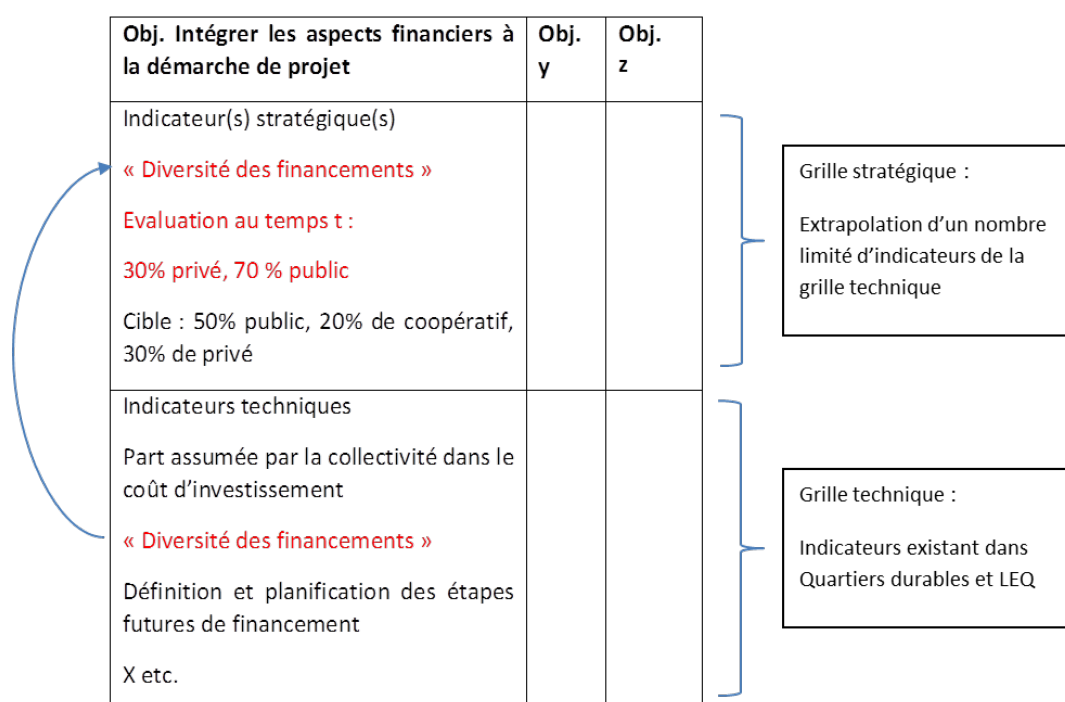 Obj. Intégrer les aspects financiers à
la démarche de projet
Obj.
y
Obj.
z
Indicateur(s) stratégique(s)
« Diversité des financements »
Evaluation au temps t :
30% privé, 70 % public
Cible : 50% public, 20% de coopératif,
30% de privé
Grille stratégique :
Extrapolation d’un nombre
limité d’indicateurs de la
grille technique
Indicateurs techniques
Part assumée par la collectivité dans le
coût d’investissement
« Diversité des financements »
Définition et planification des étapes
futures de financement
X etc.
Grille technique :
Indicateurs existant dans
Quartiers durables et LEQ